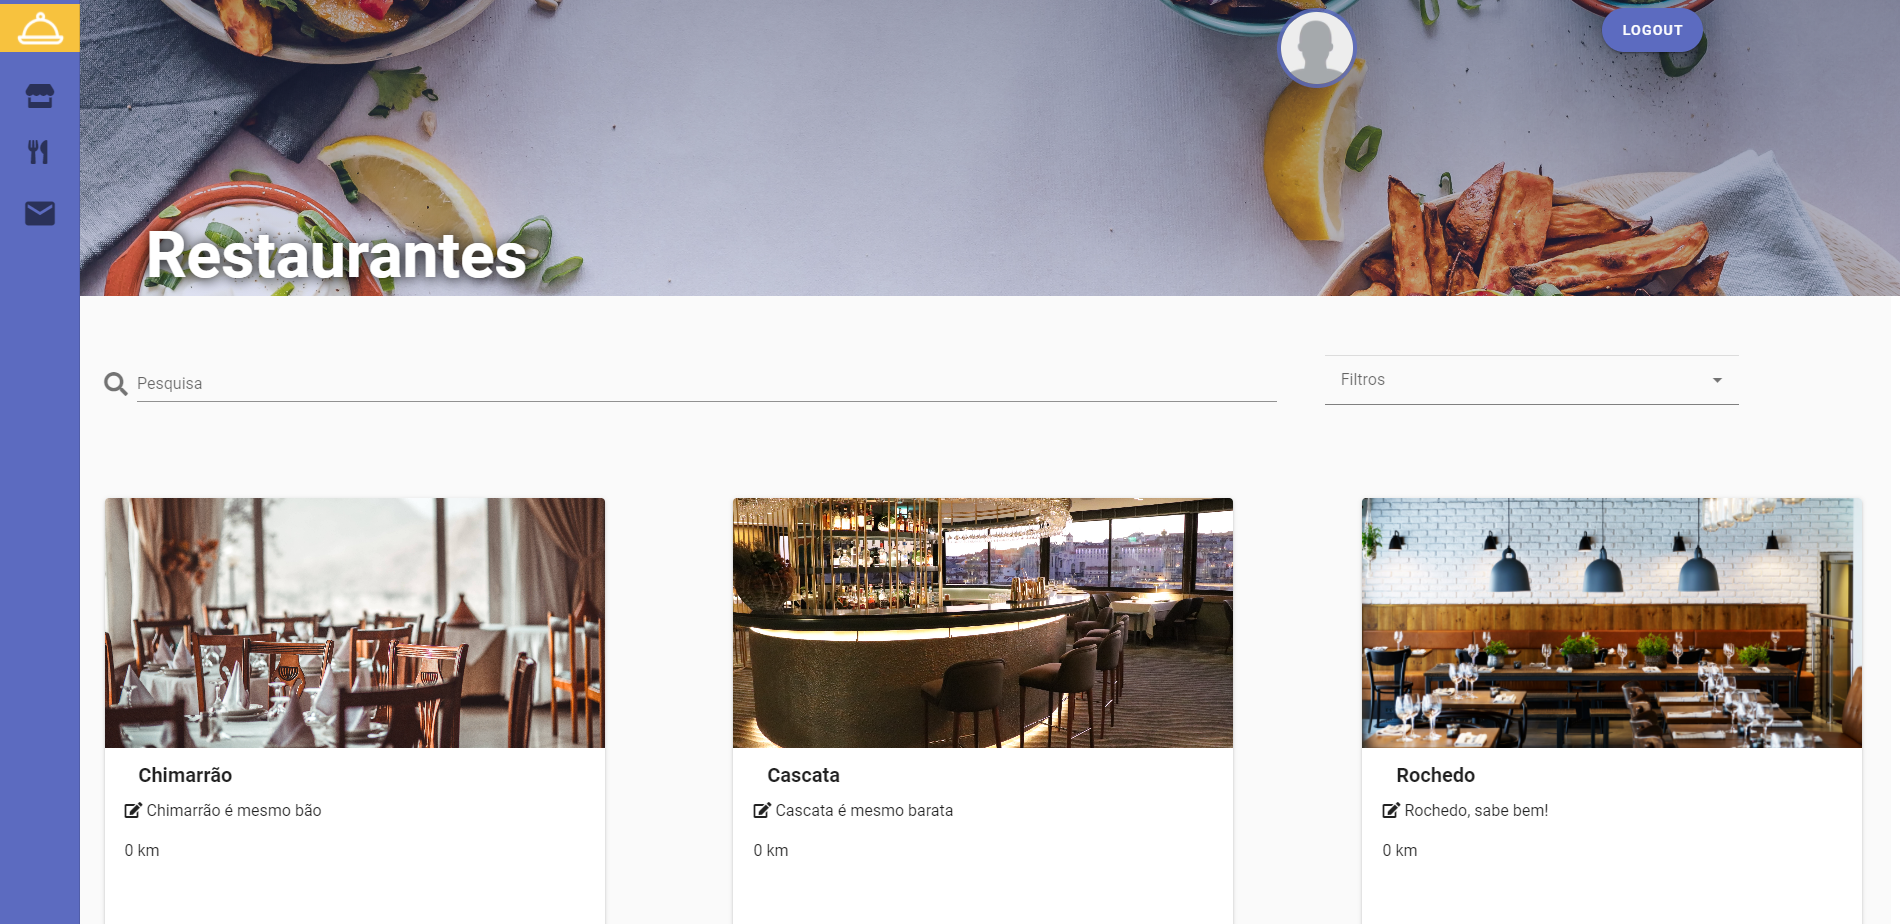 LOGOUT
Restaurantes
Pesquisa
Filtros
Chimarrão
Chimarrão é mesmo bão
0 km
Cascata
Cascata é mesmo barata
0 km
Rochedo
Rochedo, sabe bem!
0 km